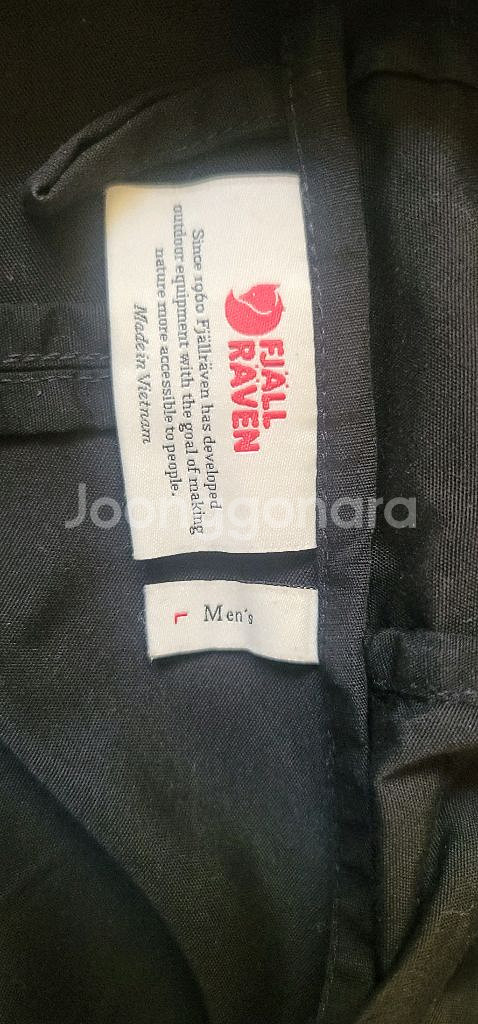 FJÄLL
RÄVEN
Since 1960 Fjällräven has developed
outdoor equipment with the goal of making
nature more accessible to people.
Made in Vietnam
Joonggonara
L
Men's